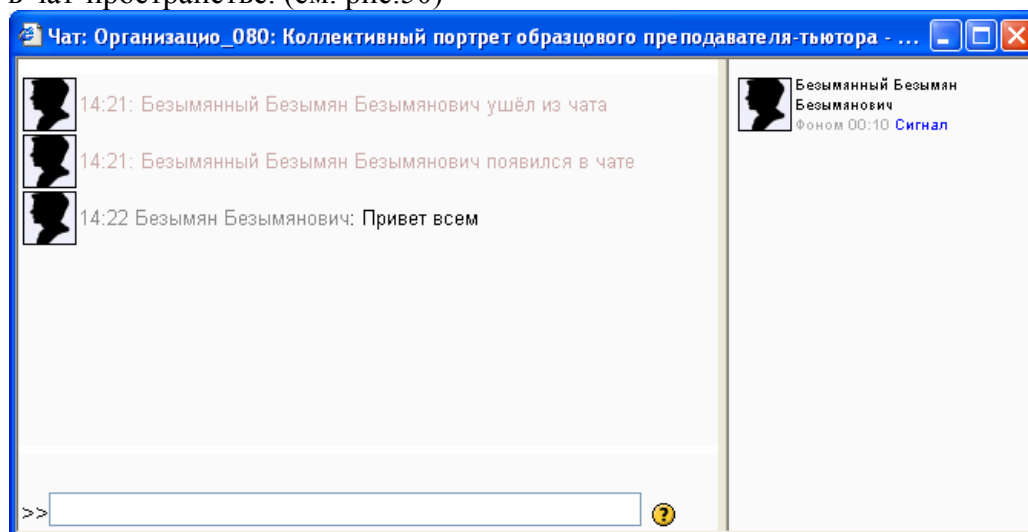 в чат-пространстве. (см. рис.30)
Чат: Организацио_080: Коллективный портрет образцового преподавателя-тьютора - ...
14:21: Безымянный Безымян Безымянович ушёл из чата
14:21: Безымянный Безымян Безымянович появился в чате
14:22 Безымян Безымянович: Привет всем
>>
?
Безымянный Безымян
Безыманович
Фоном 00:10 Сигнал